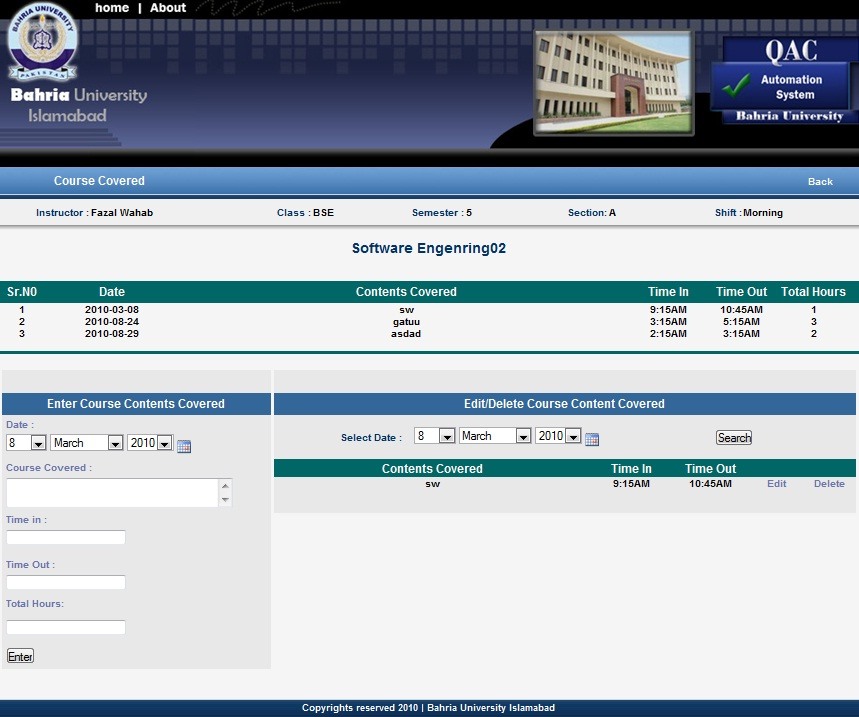 home | About
BAHRIA UNIVERSITY
PAKISTAN
Bahria University
Islamabad
QAC
Automation
System
Bahria University
Course Covered Back
Instructor : Fazal Wahab Class : BSE Semester : 5 Section: A Shift : Morning
Software Engenring02
Sr.N0 Date Contents Covered Time In Time Out Total Hours
1 2010-03-08 sw 9:15AM 10:45AM 1
2 2010-08-24 gatuu 3:15AM 5:15AM 3
3 2010-08-29 asdad 2:15AM 3:15AM 2
Enter Course Contents Covered
Date :
8 March 2010
Course Covered :
Time in :
Time Out :
Total Hours:
Enter
Edit/Delete Course Content Covered
Select Date : 8 March 2010 Search
Contents Covered Time In Time Out
sw 9:15AM 10:45AM Edit Delete
Copyrights reserved 2010 | Bahria University Islamabad